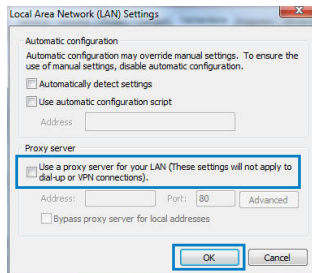 Local Area Network (LAN) Settings
Automatic configuration
Automatic configuration may override manual settings. To ensure the
use of manual settings, disable automatic configuration.
Automatically detect settings
Use automatic configuration script
Address
Proxy server
Use a proxy server for your LAN (These settings will not apply to
dial-up or VPN connections).
Address: Port: 80 Advanced
Bypass proxy server for local addresses
OK Cancel